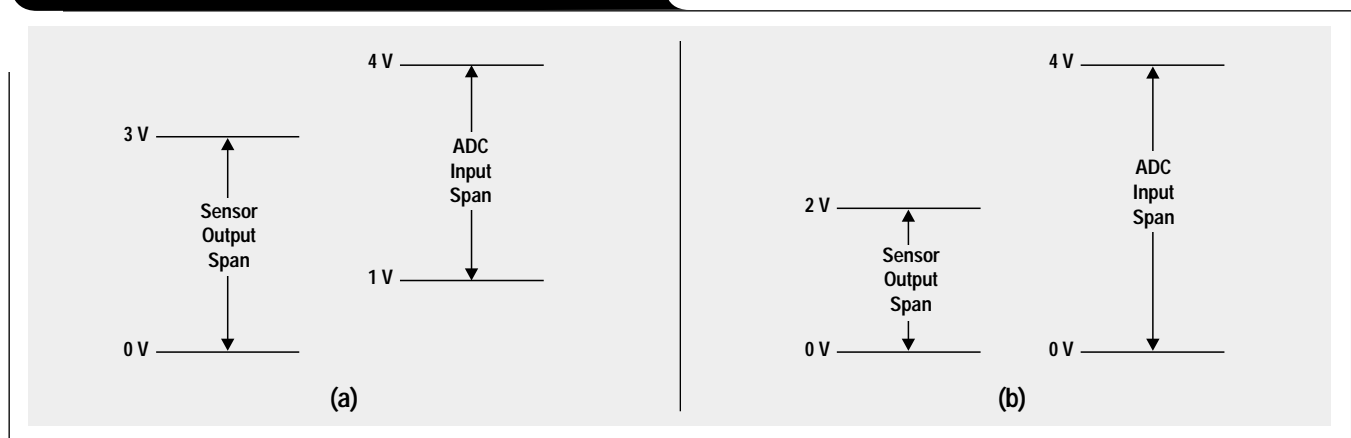 4 V
3 V
ADC
Input
Span
Sensor
Output
Span
1 V
0 V
(a)
4 V
ADC
Input
Span
2 V
Sensor
Output
Span
0 V
0 V
(b)